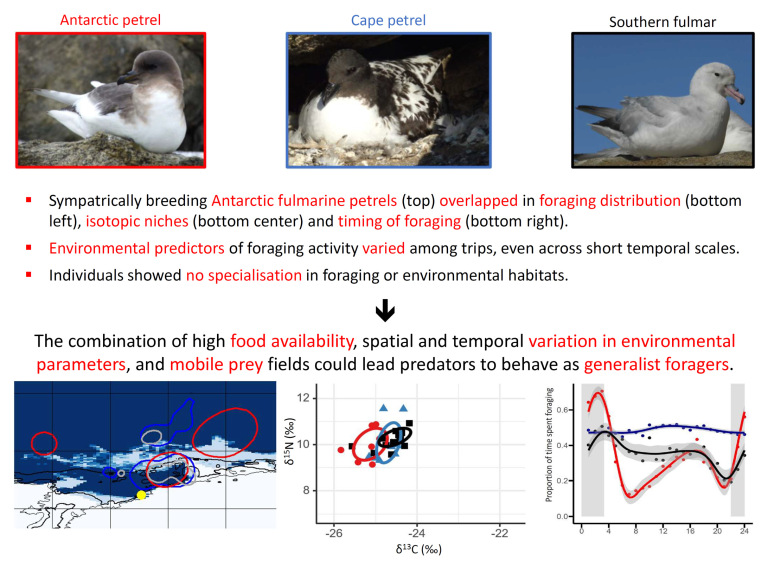 Antarctic petrel
Cape petrel
Southern fulmar
▪ Sympatrically breeding Antarctic fulmarine petrels (top) overlapped in foraging distribution (bottom
left), isotopic niches (bottom center) and timing of foraging (bottom right).
▪ Environmental predictors of foraging activity varied among trips, even across short temporal scales.
▪ Individuals showed no specialisation in foraging or environmental habitats.
The combination of high food availability, spatial and temporal variation in environmental
parameters, and mobile prey fields could lead predators to behave as generalist foragers.
δ¹⁵N (‰)
12
10
8
-26
-24
-22
δ¹³C (‰)
Proportion of time spent foraging
0.6
0.4
0.2
0.0
0
4
8
12
16
20
24